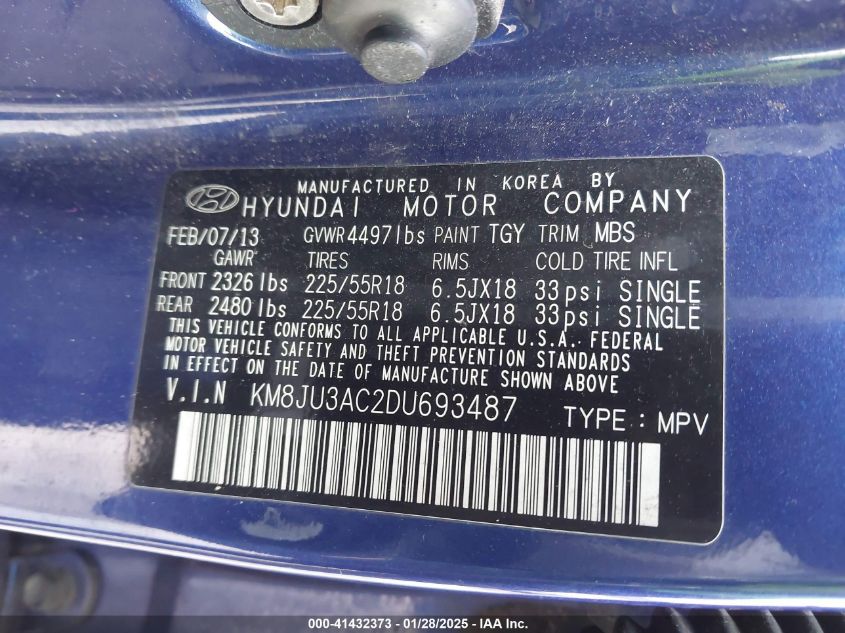 MANUFACTURED IN KOREA BY
HYUNDAI MOTOR COMPANY
FEB/07/13 GVWR 4497lbs PAINT TGY TRIM MBS
GAWR TIRES RIMS COLD TIRE INFL
FRONT 2326 lbs 225/55R18 6.5JX18 33psi SINGLE
REAR 2480 lbs 225/55R18 6.5JX18 33psi SINGLE
THIS VEHICLE CONFORMS TO ALL APPLICABLE U.S.A. FEDERAL
MOTOR VEHICLE SAFETY AND THEFT PREVENTION STANDARDS
IN EFFECT ON THE DATE OF MANUFACTURE SHOWN ABOVE.
V.I.N KM8JU3AC2DU693487 TYPE: MPV
000-41432373 — 01/28/2025 — IAA Inc.